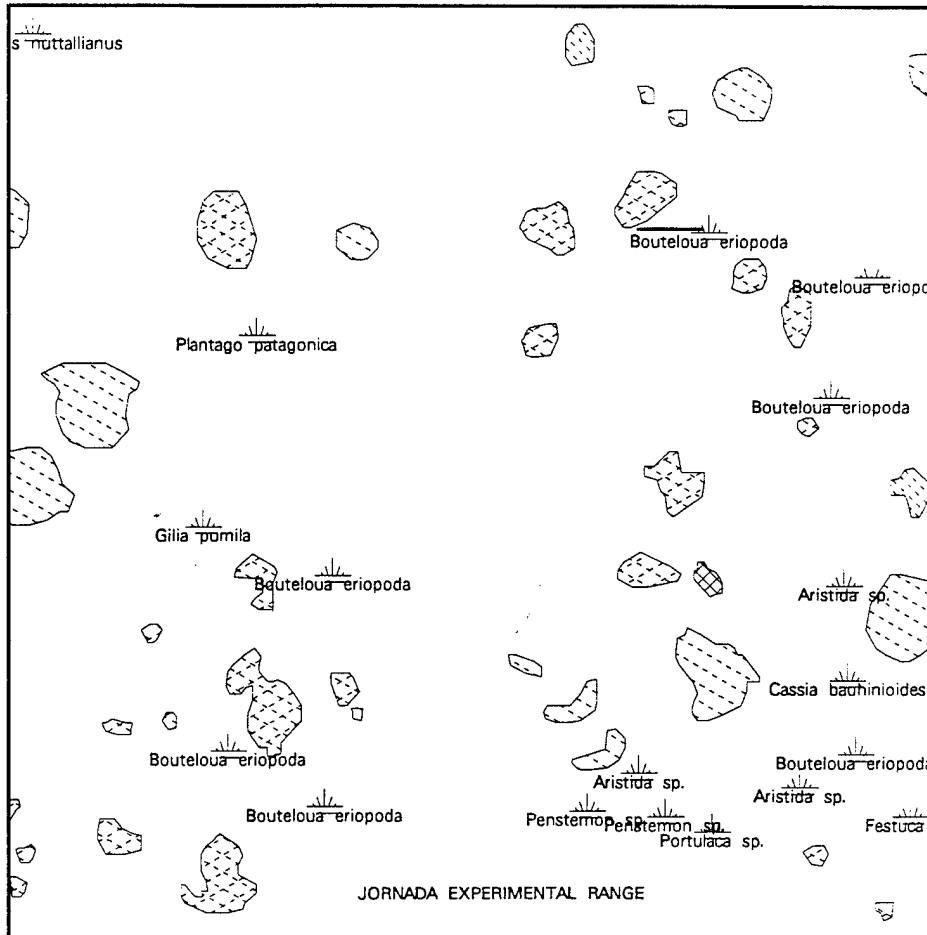 s nuttallianus
Bouteloua eriopoda
Bouteloua eriopo
Plantago patagonica
Bouteloua eriopoda
Gilia pumila
Bouteloua eriopoda
Aristida sp.
Cassia bauhinioides
Bouteloua eriopoda
Bouteloua eriopoda
Aristida sp.
Aristida sp.
Bouteloua eriopoda
Penstemon sp.
Penstemon sp.
Festuca
Portulaca sp.
JORNADA EXPERIMENTAL RANGE